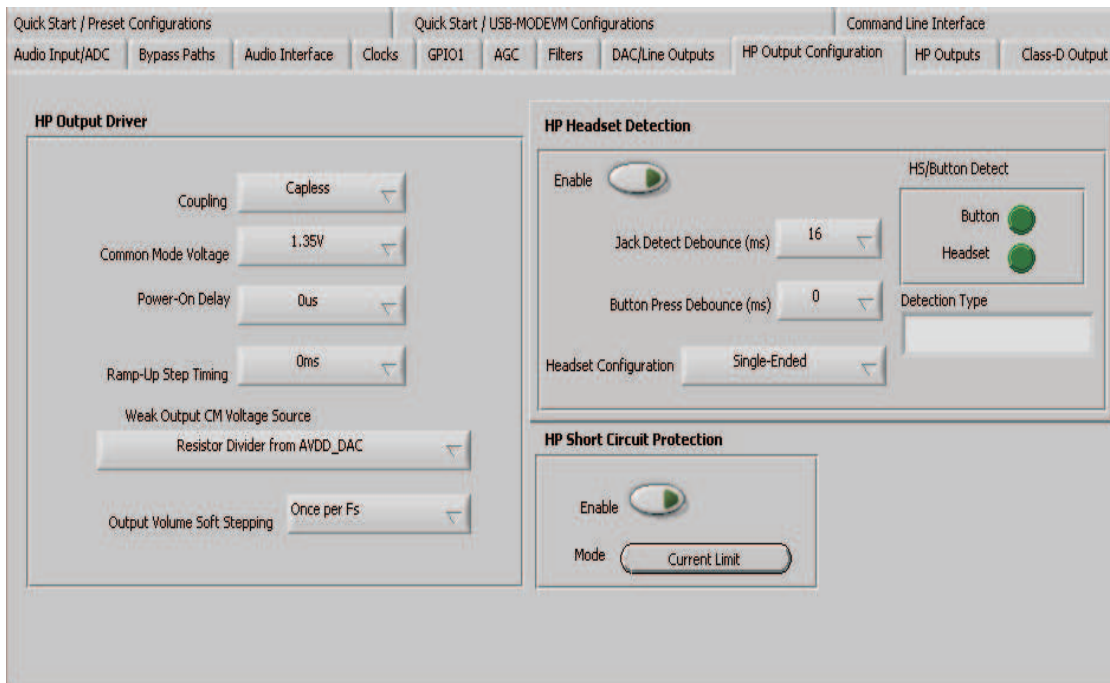 Quick Start / Preset Configurations
Quick Start / USB-MODEVM Configurations
Command Line Interface
Audio Input/ADC
Bypass Paths
Audio Interface
Clocks
GPIO1
AGC
Filters
DAC/Line Outputs
HP Output Configuration
HP Outputs
Class-D Output
HP Output Driver
Coupling
Capless
Common Mode Voltage
1.35V
Power-On Delay
0us
Ramp-Up Step Timing
0ms
Weak Output CM Voltage Source
Resistor Divider from AVDD_DAC
Output Volume Soft Stepping
Once per Fs
HP Headset Detection
Enable
Jack Detect Debounce (ms)
16
Button Press Debounce (ms)
0
Headset Configuration
Single-Ended
HS/Button Detect
Button
Headset
Detection Type
HP Short Circuit Protection
Enable
Mode
Current Limit